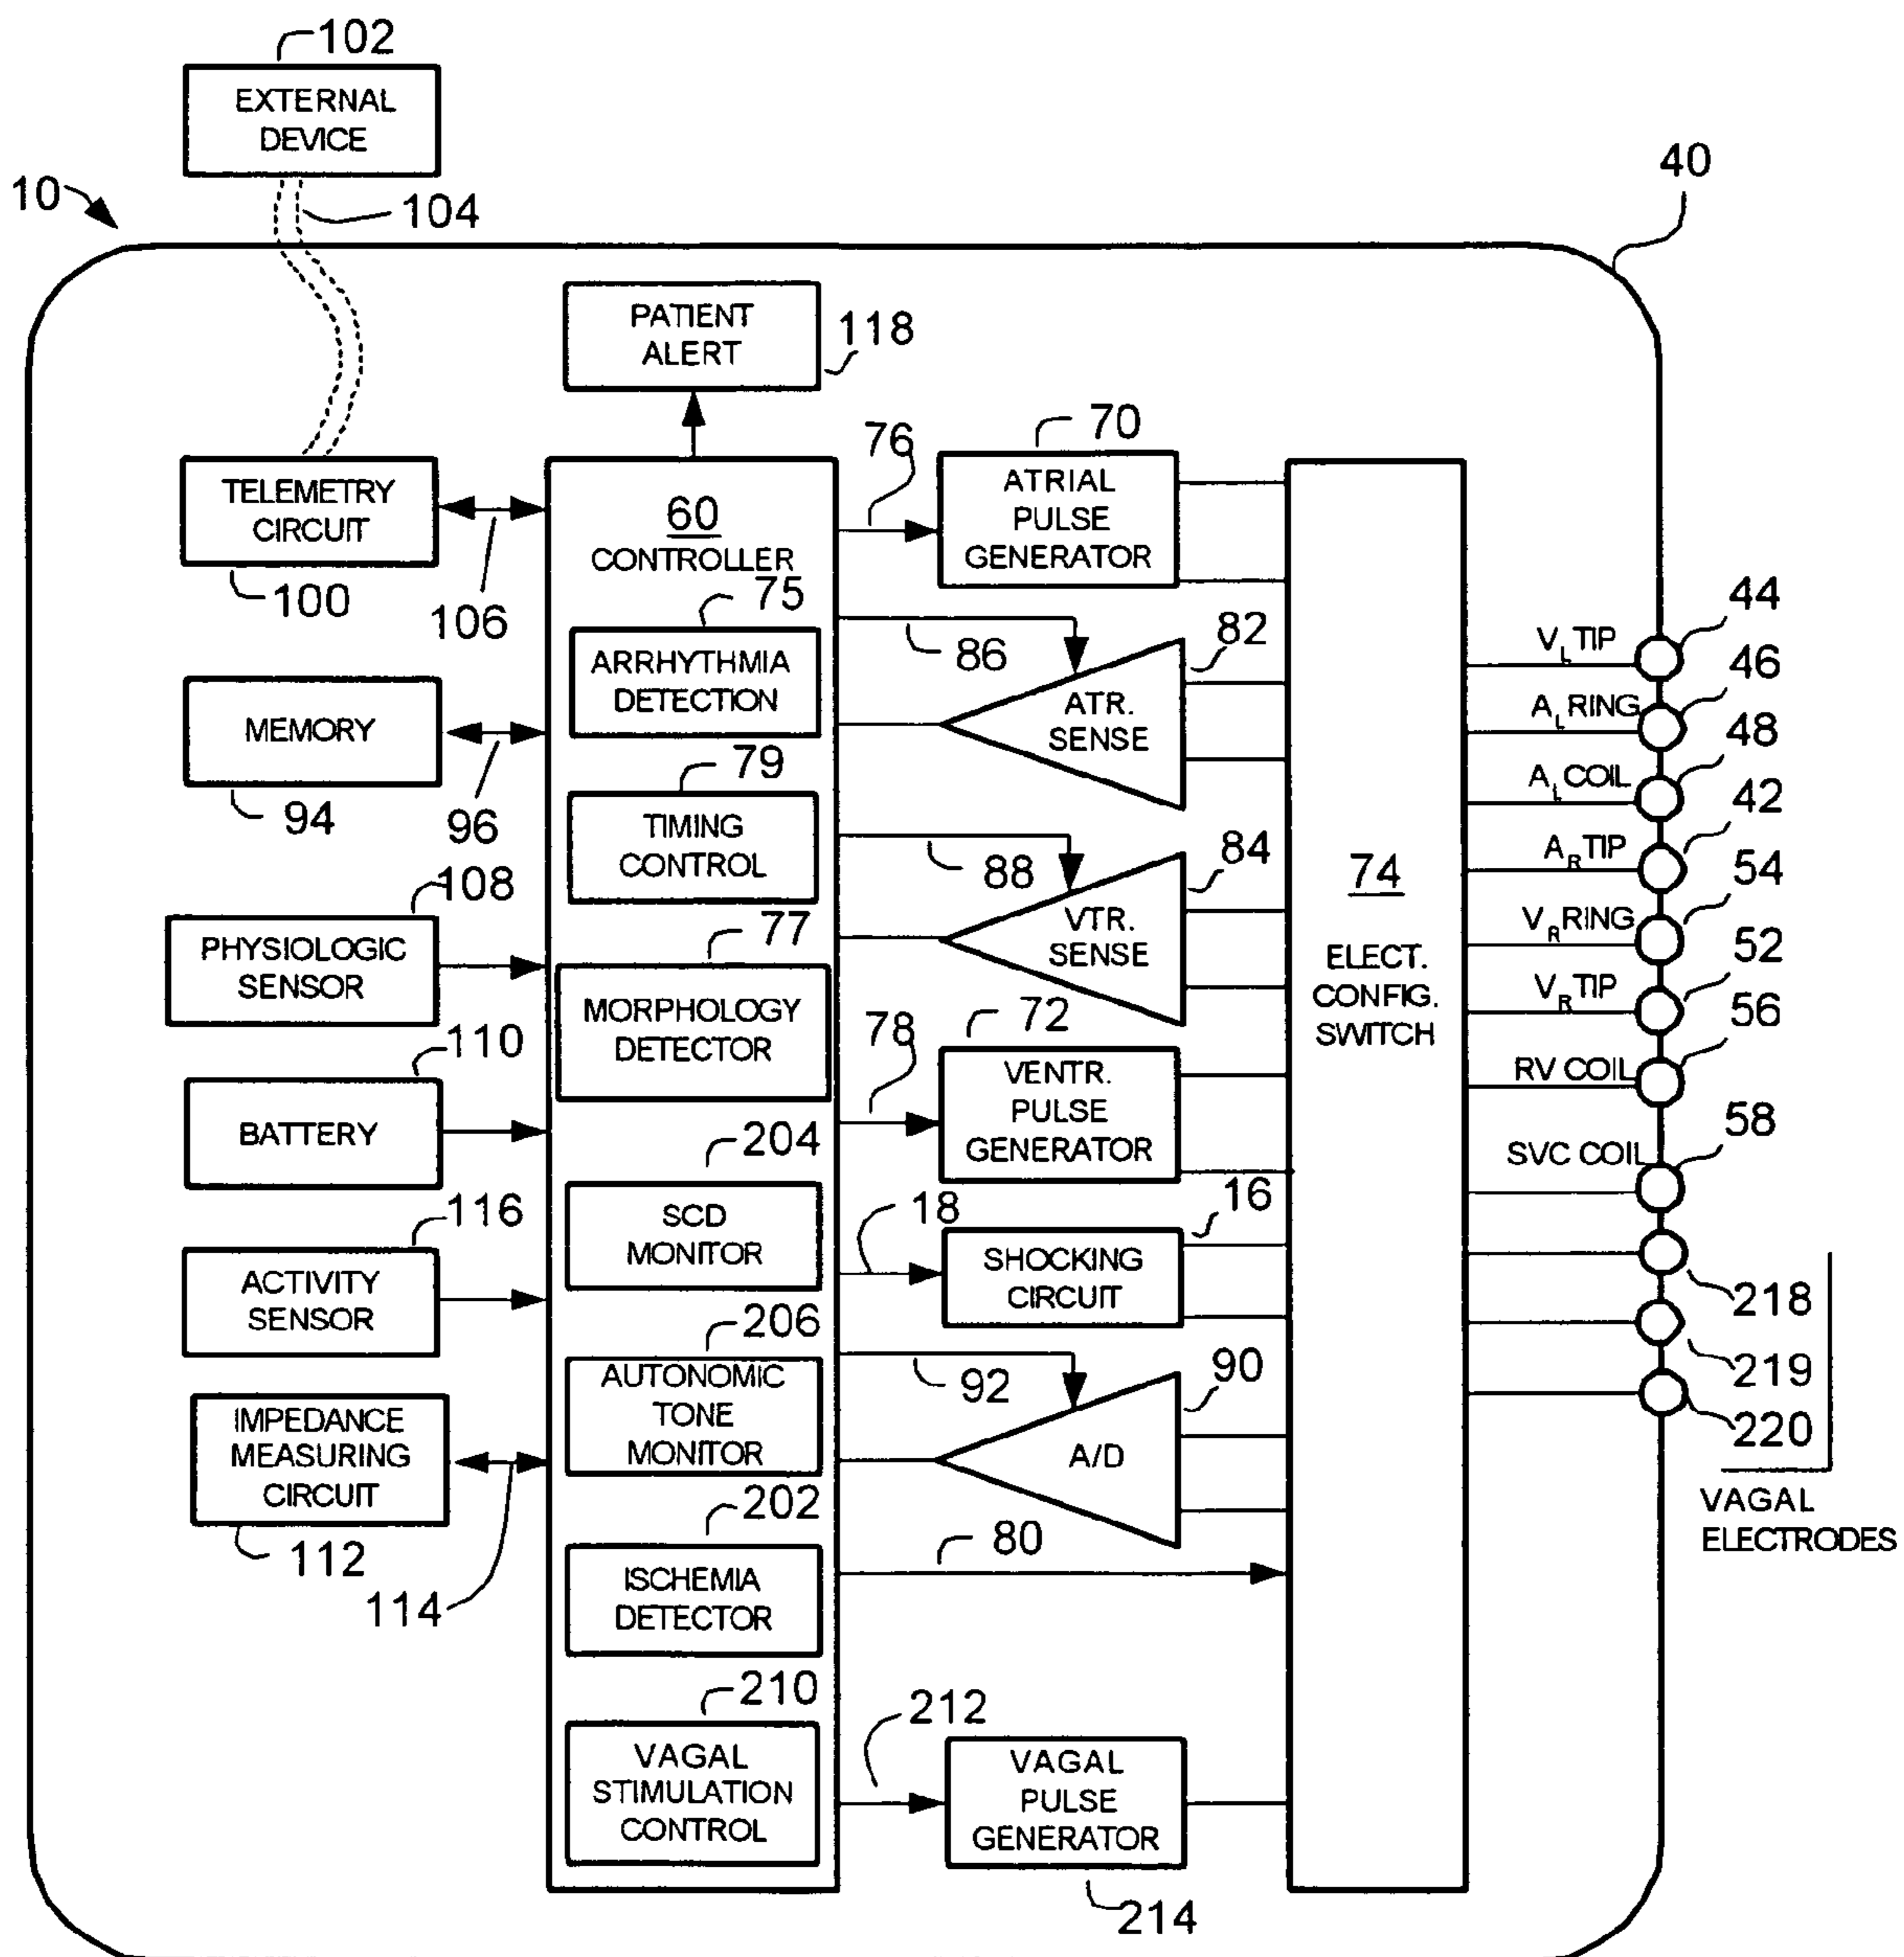 102
EXTERNAL
DEVICE
10
104
40
PATIENT
ALERT
118
TELEMETRY
CIRCUIT
100
106
60
CONTROLLER
76
70
ATRIAL
PULSE
GENERATOR
75
ARRHYTHMIA
DETECTION
86
82
ATR.
SENSE
MEMORY
94
96
79
TIMING
CONTROL
88
84
VTR.
SENSE
74
ELECT.
CONFIG.
SWITCH
108
PHYSIOLOGIC
SENSOR
77
MORPHOLOGY
DETECTOR
78
72
VENTR.
PULSE
GENERATOR
110
BATTERY
204
SCD
MONITOR
18
16
SHOCKING
CIRCUIT
116
ACTIVITY
SENSOR
206
AUTONOMIC
TONE
MONITOR
92
90
A/D
IMPEDANCE
MEASURING
CIRCUIT
112
114
202
ISCHEMIA
DETECTOR
80
210
VAGAL
STIMULATION
CONTROL
212
VAGAL
PULSE
GENERATOR
214
VL TIP
44
AL RING
46
AL COIL
48
AR TIP
42
VR RING
54
VR TIP
52
RV COIL
56
SVC COIL
58
218
219
220
VAGAL
ELECTRODES